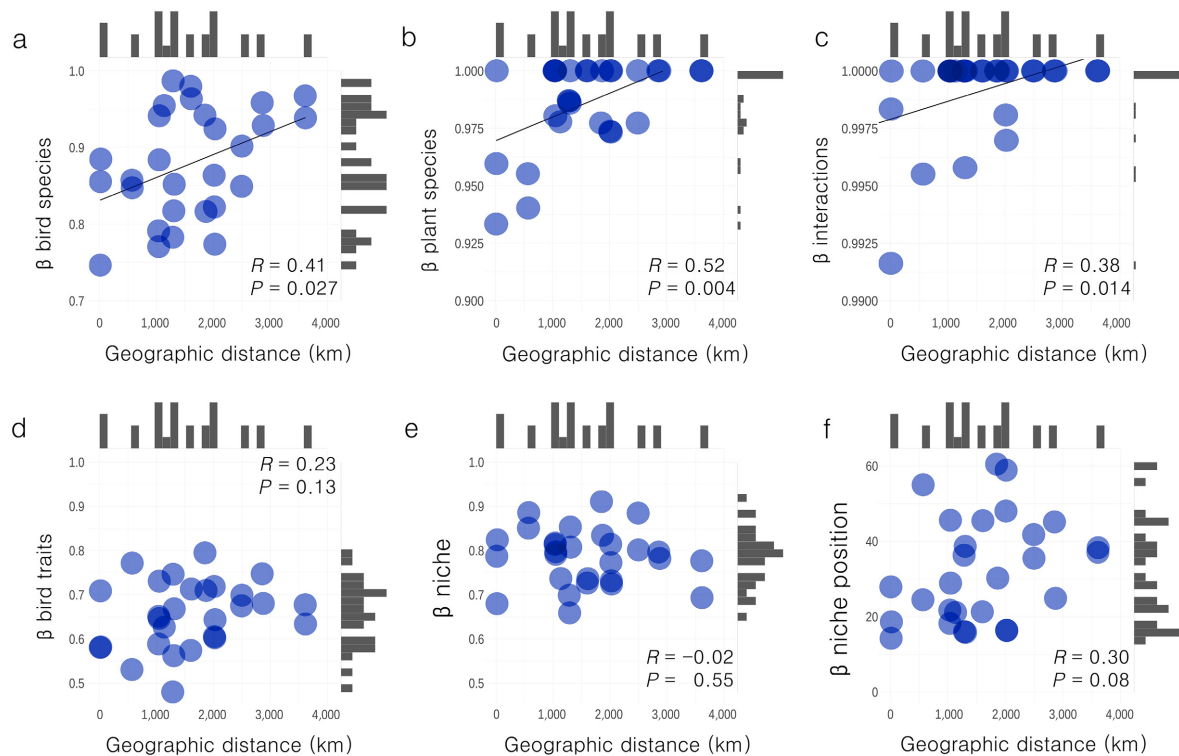 a
β bird species
1.0
0.9
0.8
0.7
R = 0.41
P = 0.027
0
1,000
2,000
3,000
4,000
Geographic distance (km)
b
β plant species
1.000
0.975
0.950
0.925
0.900
R = 0.52
P = 0.004
0
1,000
2,000
3,000
4,000
Geographic distance (km)
c
β interactions
1.0000
0.9975
0.9950
0.9925
0.9900
R = 0.38
P = 0.014
0
1,000
2,000
3,000
4,000
Geographic distance (km)
d
β bird traits
1.0
0.9
0.8
0.7
0.6
0.5
R = 0.23
P = 0.13
0
1,000
2,000
3,000
4,000
Geographic distance (km)
e
β niche
1.0
0.9
0.8
0.7
0.6
0.5
R = −0.02
P = 0.55
0
1,000
2,000
3,000
4,000
Geographic distance (km)
f
β niche position
60
40
20
0
R = 0.30
P = 0.08
0
1,000
2,000
3,000
4,000
Geographic distance (km)